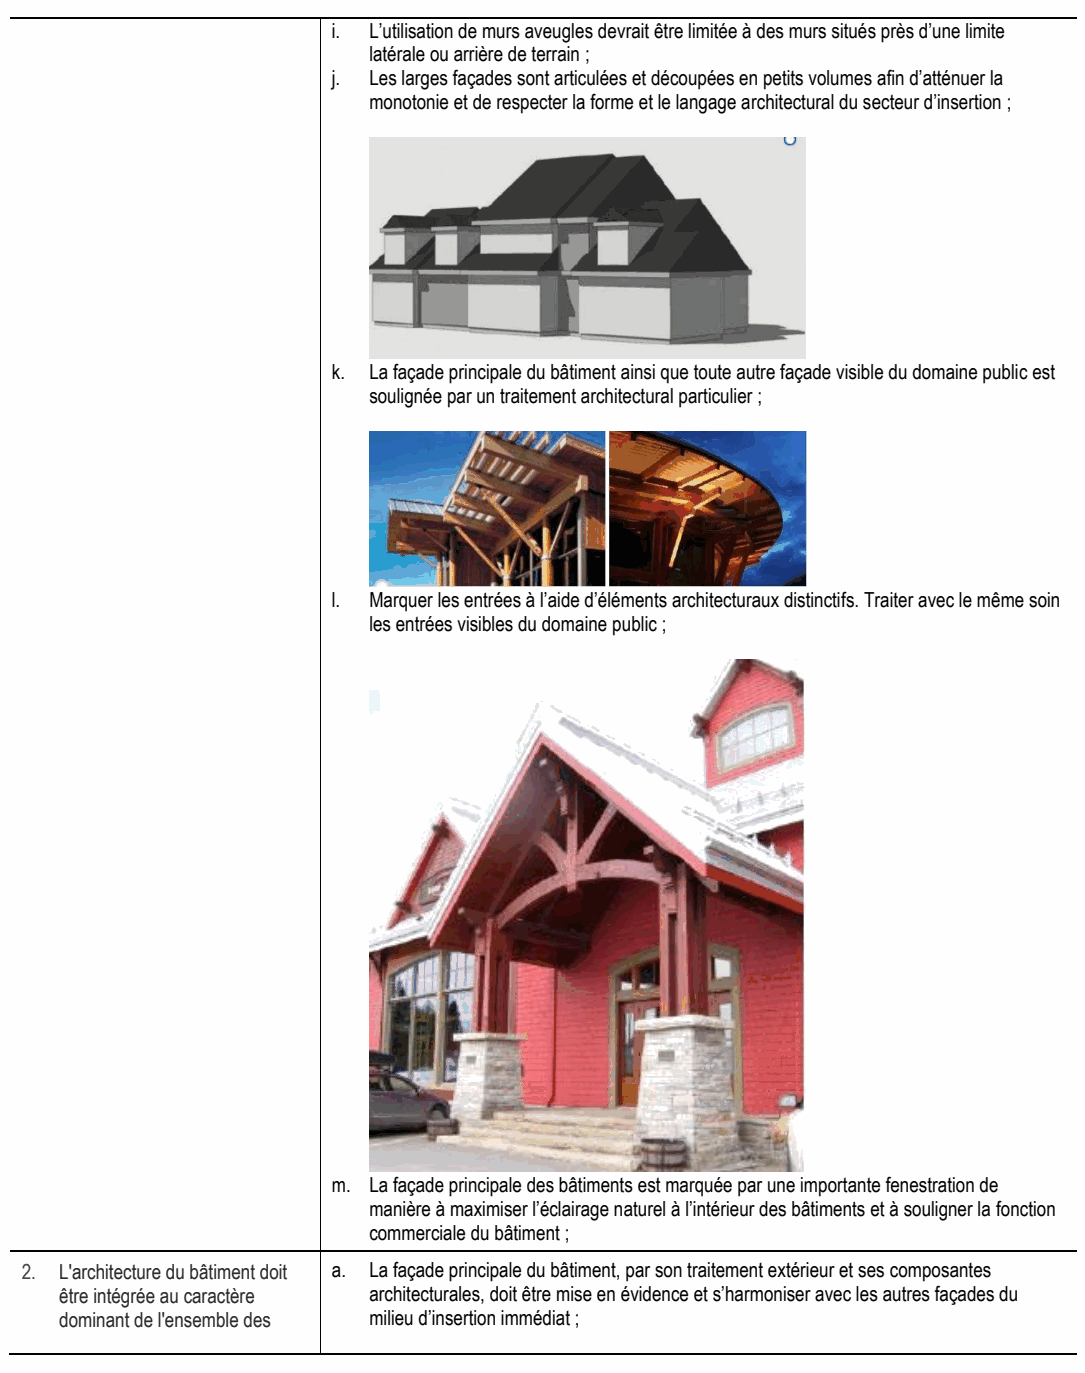 i. L’utilisation de murs aveugles devrait être limitée à des murs situés près d’une limite
latérale ou arrière de terrain ;
j. Les larges façades sont articulées et découpées en petits volumes afin d’atténuer la
monotonie et de respecter la forme et le langage architectural du secteur d’insertion ;
k. La façade principale du bâtiment ainsi que toute autre façade visible du domaine public est
soulignée par un traitement architectural particulier ;
l. Marquer les entrées à l’aide d’éléments architecturaux distinctifs. Traiter avec le même soin
les entrées visibles du domaine public ;
m. La façade principale des bâtiments est marquée par une importante fenestration de
manière à maximiser l’éclairage naturel à l’intérieur des bâtiments et à souligner la fonction
commerciale du bâtiment ;
2. L'architecture du bâtiment doit
être intégrée au caractère
dominant de l'ensemble des
a. La façade principale du bâtiment, par son traitement extérieur et ses composantes
architecturales, doit être mise en évidence et s’harmoniser avec les autres façades du
milieu d’insertion immédiat ;